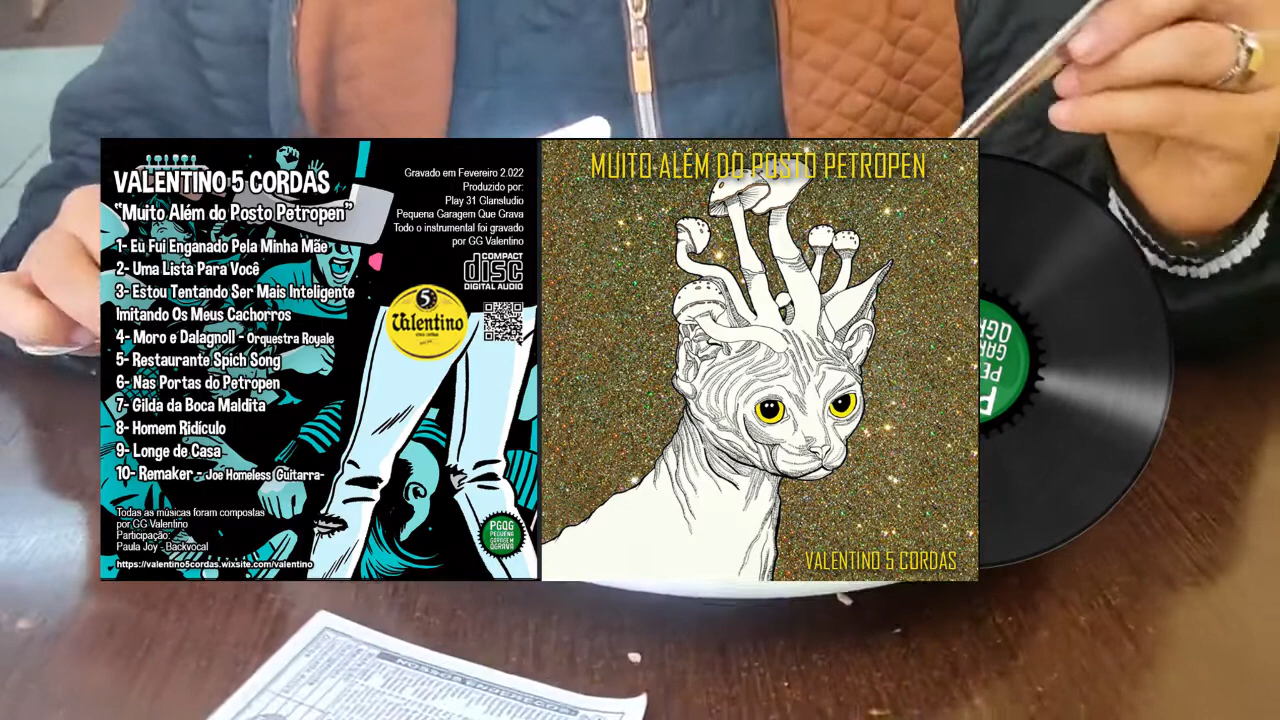 VALENTINO 5 CORDAS
"Muito Além do Posto Petropen"
1- Eu Fui Enganado Pela Minha Mãe
2- Uma Lista Para Você
3- Estou Tentando Ser Mais Inteligente
Imitando Os Meus Cachorros
4- Moro e Dalagnoll - Orquestra Royale
5- Restaurante Spich Song
6- Nas Portas do Petropen
7- Gilda da Boca Maldita
8- Homem Ridículo
9- Longe de Casa
10- Remaker - Joe Homeless Guitarra-
Todas as músicas foram compostas
por GG Valentino
Participação:
Paula Joy - Backvocal
https://valentino5cordas.wixsite.com/valentino
Gravado em Fevereiro 2.022
Produzido por:
Play 31 Glanstudio
Pequena Garagem Que Grava
Todo o instrumental foi gravado
por GG Valentino
COMPACT
disc
DIGITAL AUDIO
5
Valentino
PGQG
PEQUENA
GARAGEM
QGRAVA
MUITO ALÉM DO POSTO PETROPEN
VALENTINO 5 CORDAS